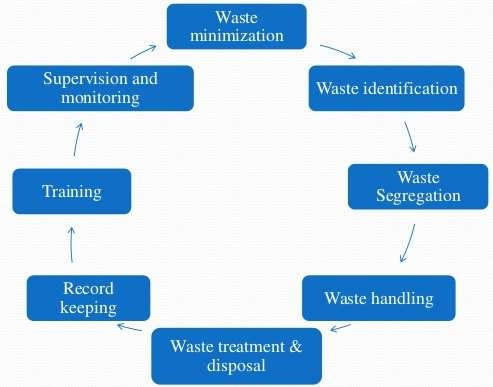 Waste
minimization
Waste identification
Waste
Segregation
Waste handling
Waste treatment &
disposal
Record
keeping
Training
Supervision and
monitoring